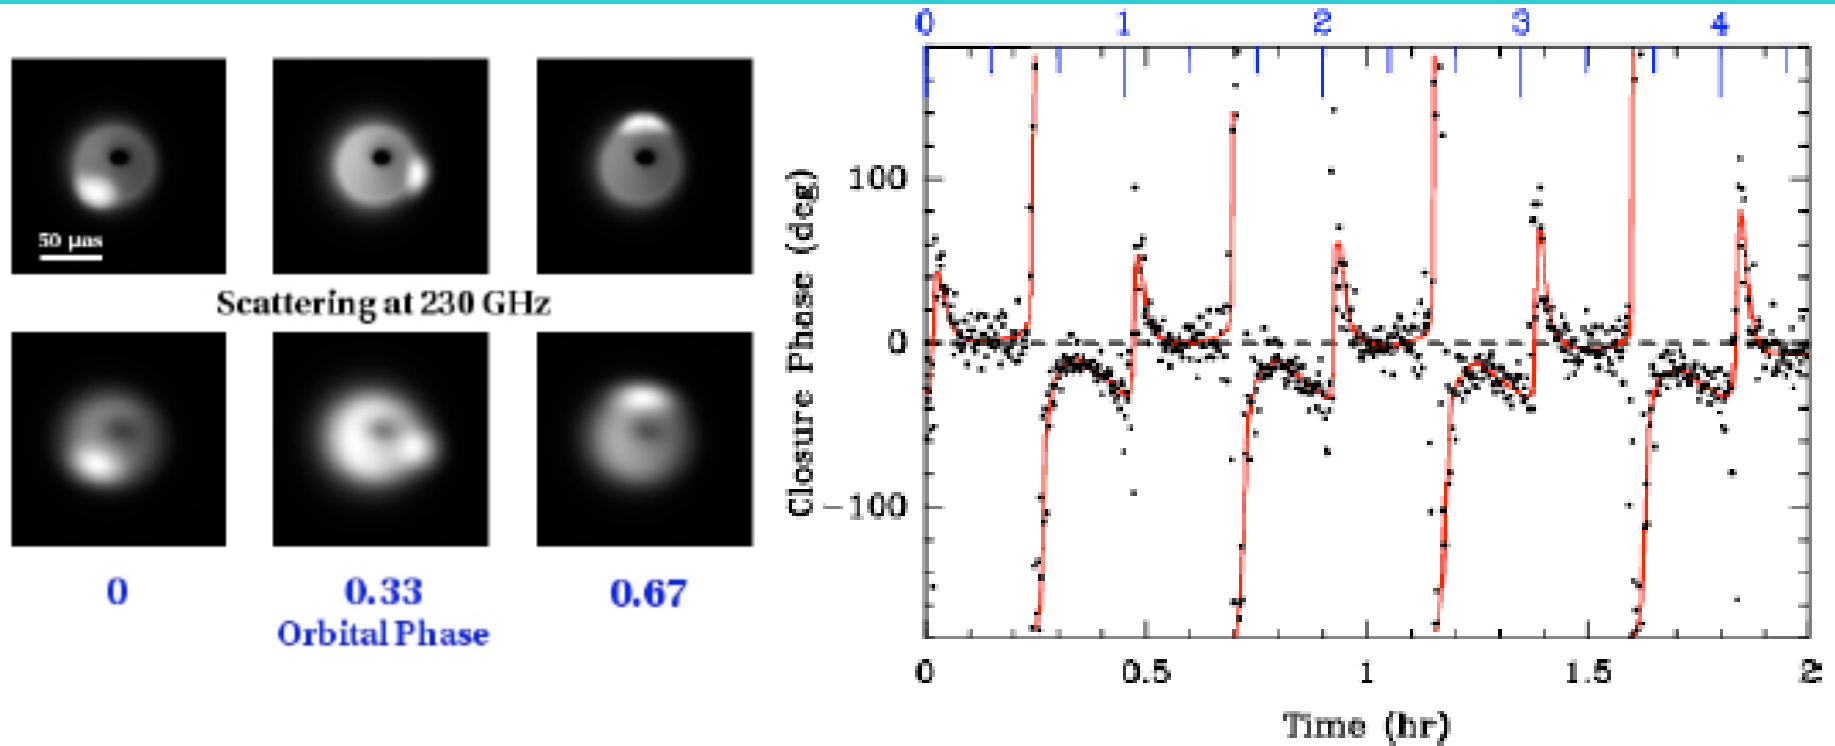 50 μas
Scattering at 230 GHz
0 0.33 0.67
Orbital Phase
0 1 2 3 4
100
0
−100
Closure Phase (deg)
0 0.5 1 1.5 2
Time (hr)